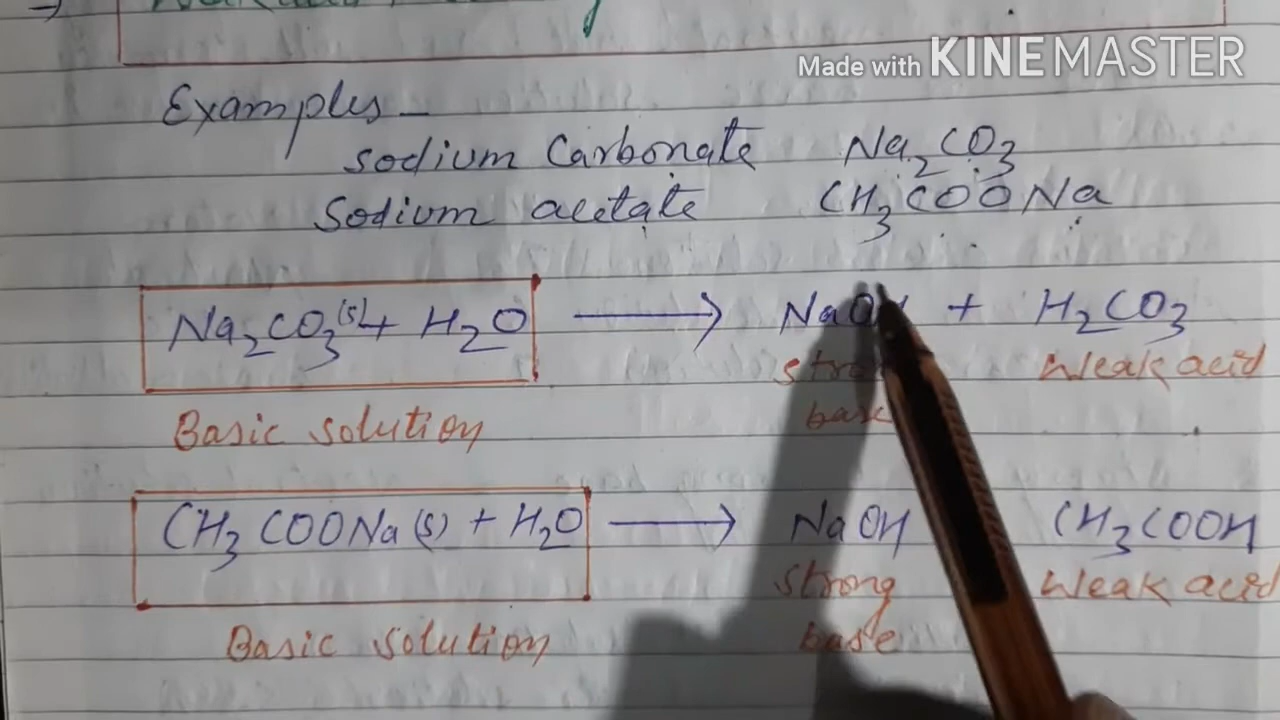 Made with KINEMASTER
Examples -
sodium Carbonate Na2CO3
Sodium acetate CH3COONa
Na2CO3(s) + H2O → NaOH + H2CO3
weak acid
base
Basic solution
CH3COONa(s) + H2O → NaOH CH3COOH
strong weak acid
base
Basic solution